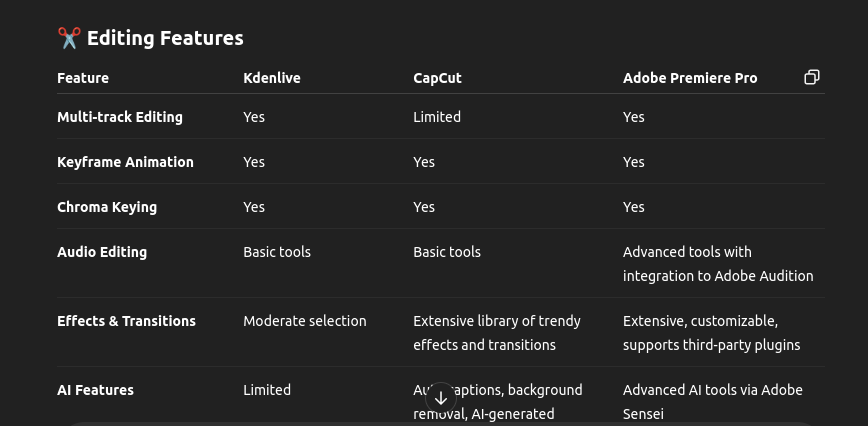 ✂️ Editing Features
Feature Kdenlive CapCut Adobe Premiere Pro
Multi-track Editing Yes Limited Yes
Keyframe Animation Yes Yes Yes
Chroma Keying Yes Yes Yes
Audio Editing Basic tools Basic tools Advanced tools with
integration to Adobe Audition
Effects & Transitions Moderate selection Extensive library of trendy Extensive, customizable,
effects and transitions supports third-party plugins
AI Features Limited captions, background Advanced AI tools via Adobe
removal, AI-generated Sensei